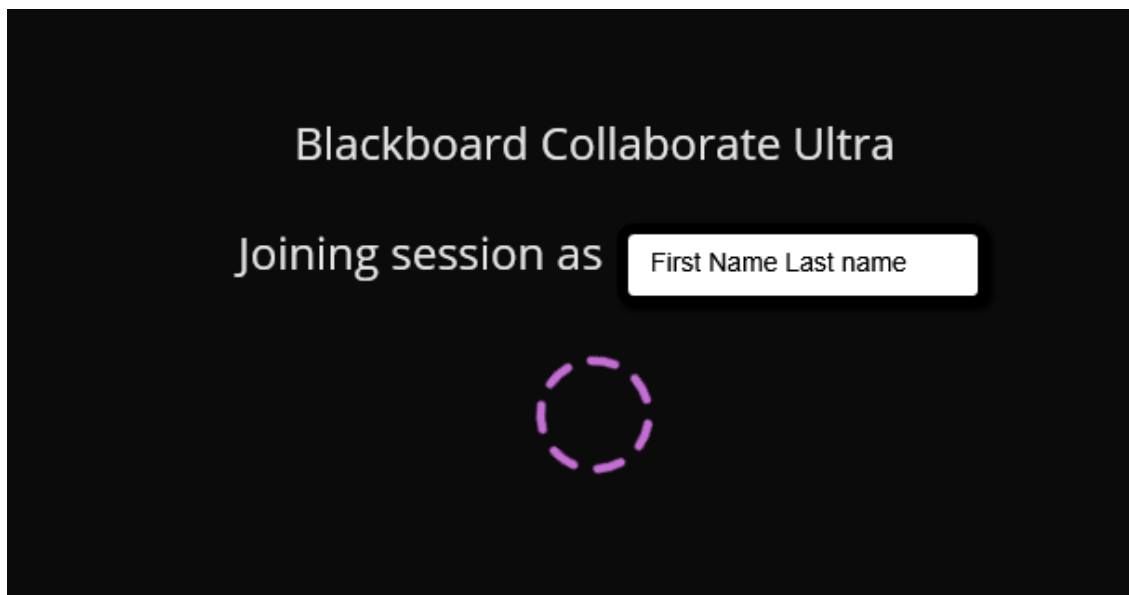 Blackboard Collaborate Ultra
Joining session as First Name Last name